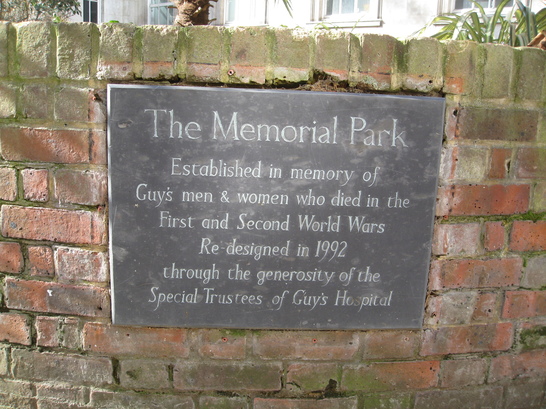 The Memorial Park
Established in memory of
Guy's men & women who died in the
First and Second World Wars
Re-designed in 1992
through the generosity of the
Special Trustees of Guy's Hospital